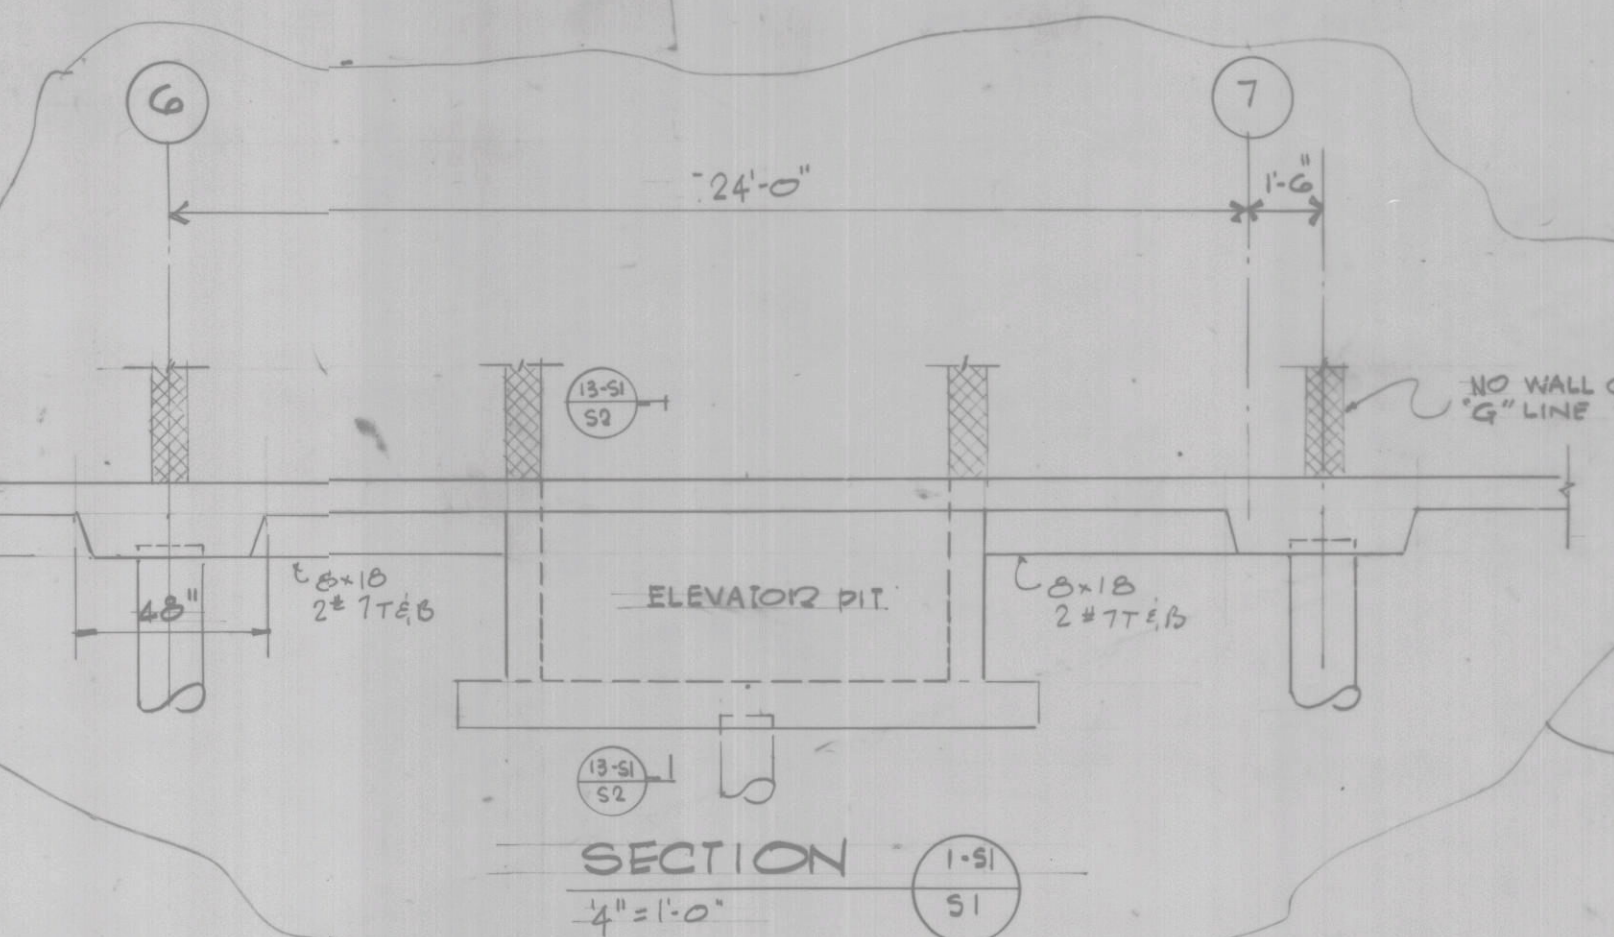 6
7
24'-0"
1'-6"
13-S1
S2
NO WALL
"G" LINE
8x18
2 # 7 T & B
48"
ELEVATOR PIT
8x18
2 # 7 T & B
13-S1
S2
SECTION
1-S1
S1
1/4" = 1'-0"